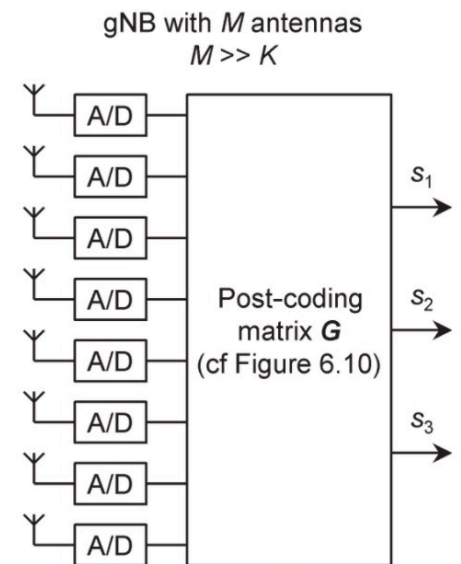 gNB with M antennas
M >> K
A/D
A/D
s1
A/D
A/D
Post-coding
s2
matrix G
A/D
(cf Figure 6.10)
A/D
s3
A/D
A/D